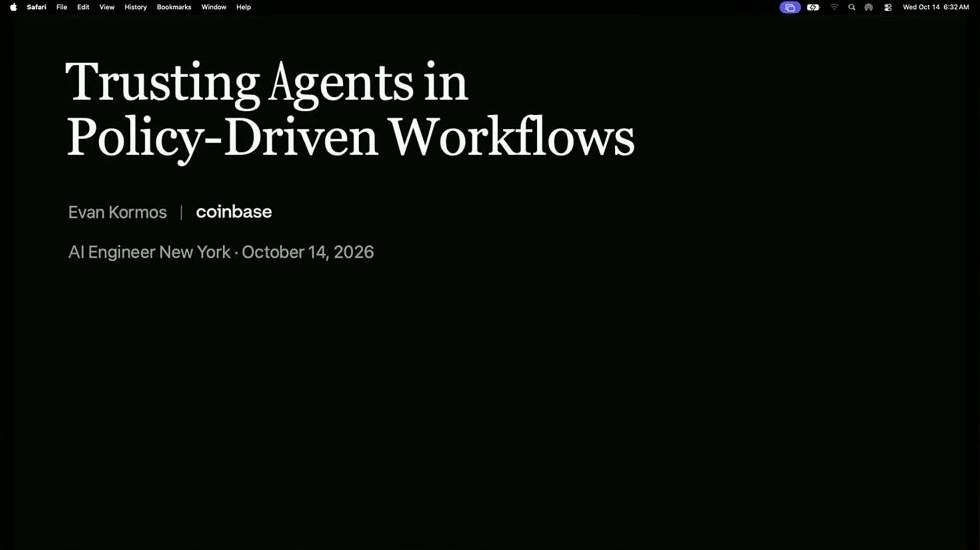 Safari File Edit View History Bookmarks Window Help Wed Oct 14 6:32 AM
Trusting Agents in
Policy-Driven Workflows
Evan Kormos | coinbase
AI Engineer New York · October 14, 2026